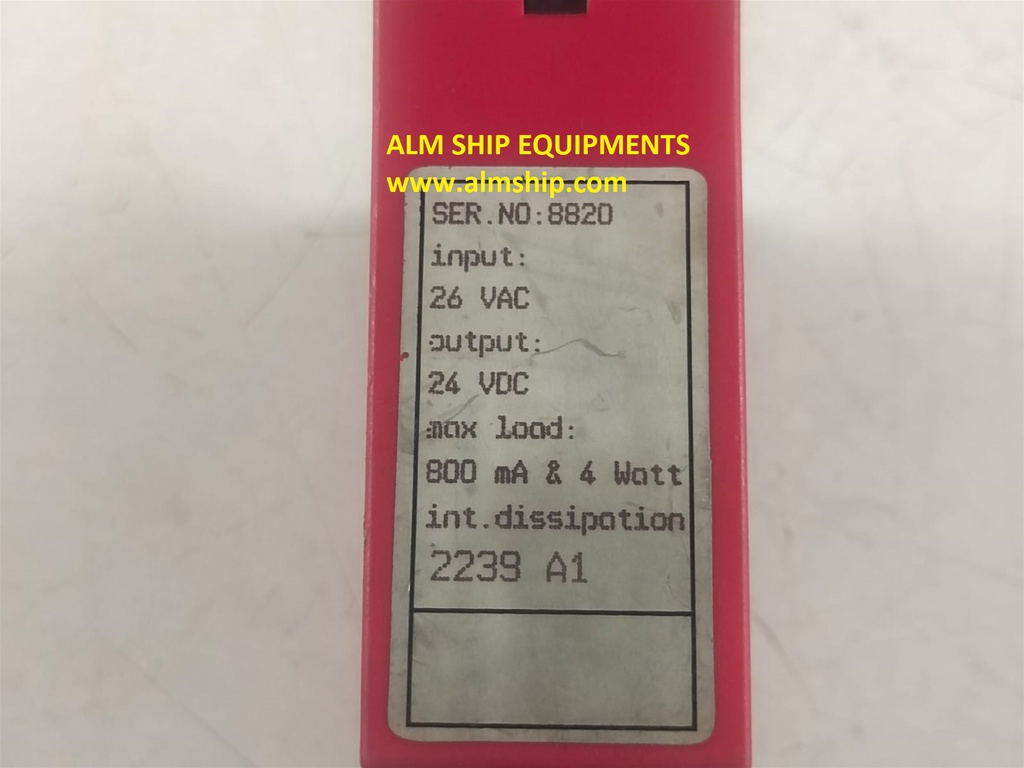 ALM SHIP EQUIPMENTS
www.almship.com
SER.NO:8820
input:
26 VAC
output:
24 VDC
max load:
800 mA & 4 Watt
int.dissipation
2239 A1